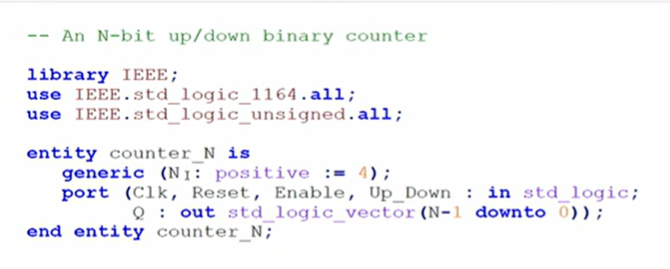 -- An N-bit up/down binary counter
library IEEE;
use IEEE.std_logic_1164.all;
use IEEE.std_logic_unsigned.all;
entity counter_N is
generic (N: positive := 4);
port (Clk, Reset, Enable, Up_Down : in std_logic;
Q : out std_logic_vector(N-1 downto 0));
end entity counter_N;